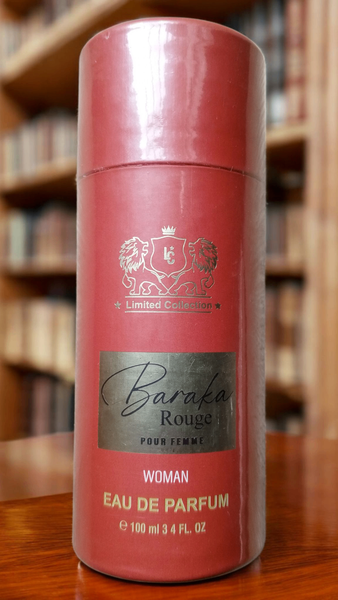 LC
★ Limited Collection ★
Baraka
Rouge
POUR FEMME
WOMAN
EAU DE PARFUM
℮ 100 ml 3 4 FL. OZ